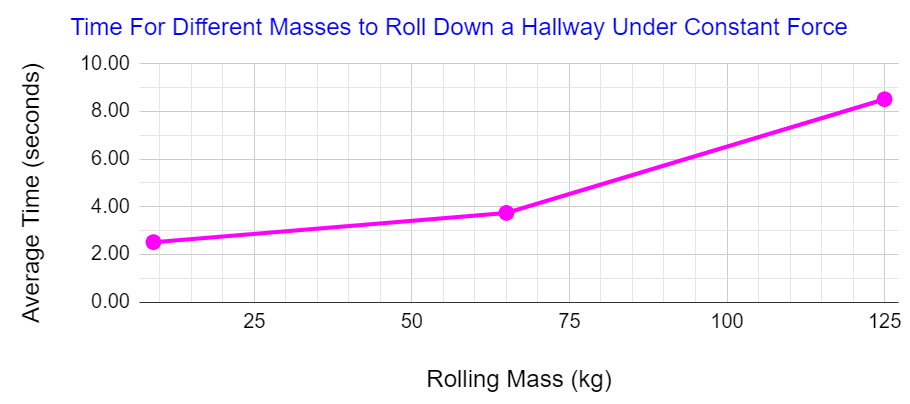 Time For Different Masses to Roll Down a Hallway Under Constant Force
Average Time (seconds)
10.00
8.00
6.00
4.00
2.00
0.00
25 50 75 100 125
Rolling Mass (kg)